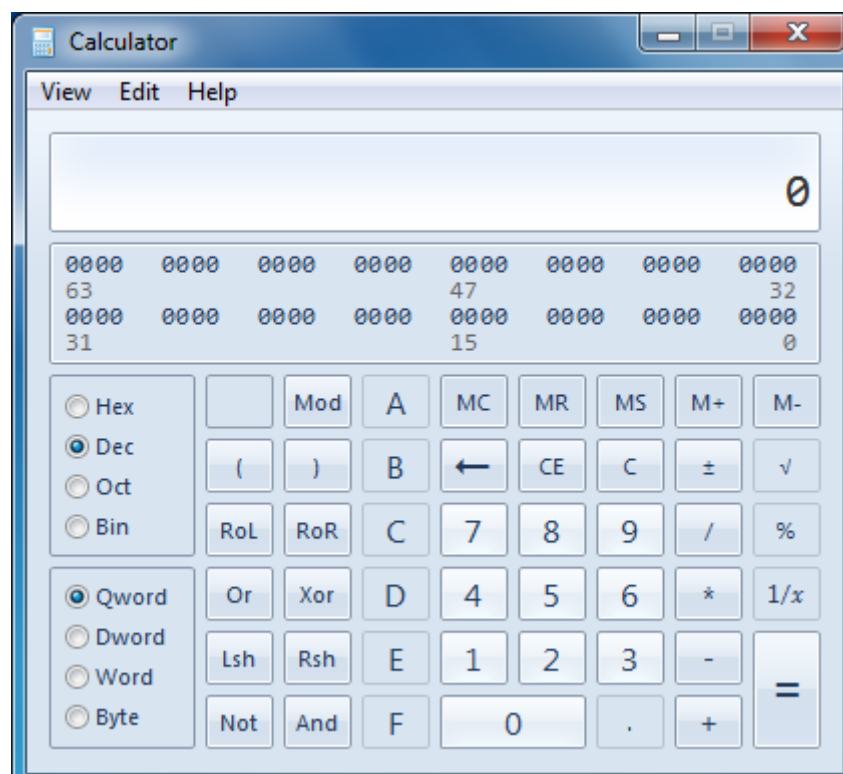 Calculator
View Edit Help
0
0000 0000 0000 0000 0000 0000 0000 0000
63 47 32
0000 0000 0000 0000 0000 0000 0000 0000
31 15 0
Hex Mod A MC MR MS M+ M-
Dec ( ) B ← CE C ± √
Oct
Bin RoL RoR C 7 8 9 / %
Qword Or Xor D 4 5 6 * 1/x
Dword
Word Lsh Rsh E 1 2 3 - =
Byte Not And F 0 . +